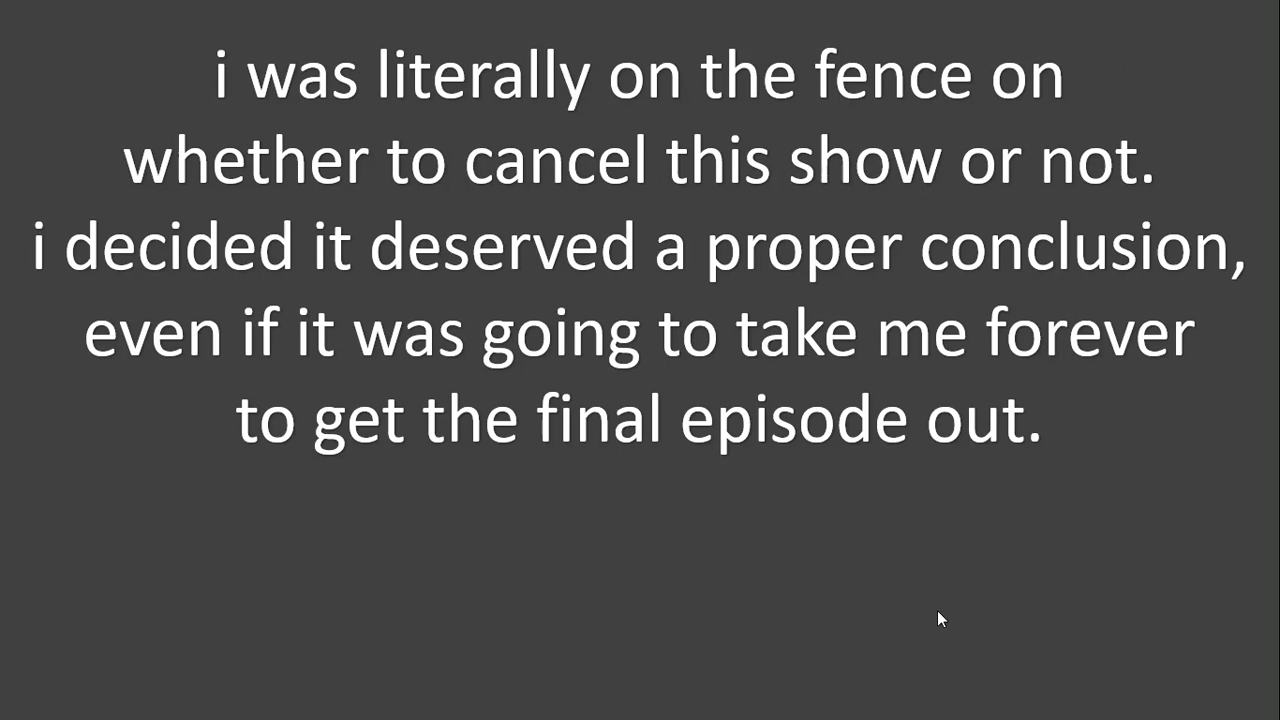 i was literally on the fence on
whether to cancel this show or not.
i decided it deserved a proper conclusion,
even if it was going to take me forever
to get the final episode out.